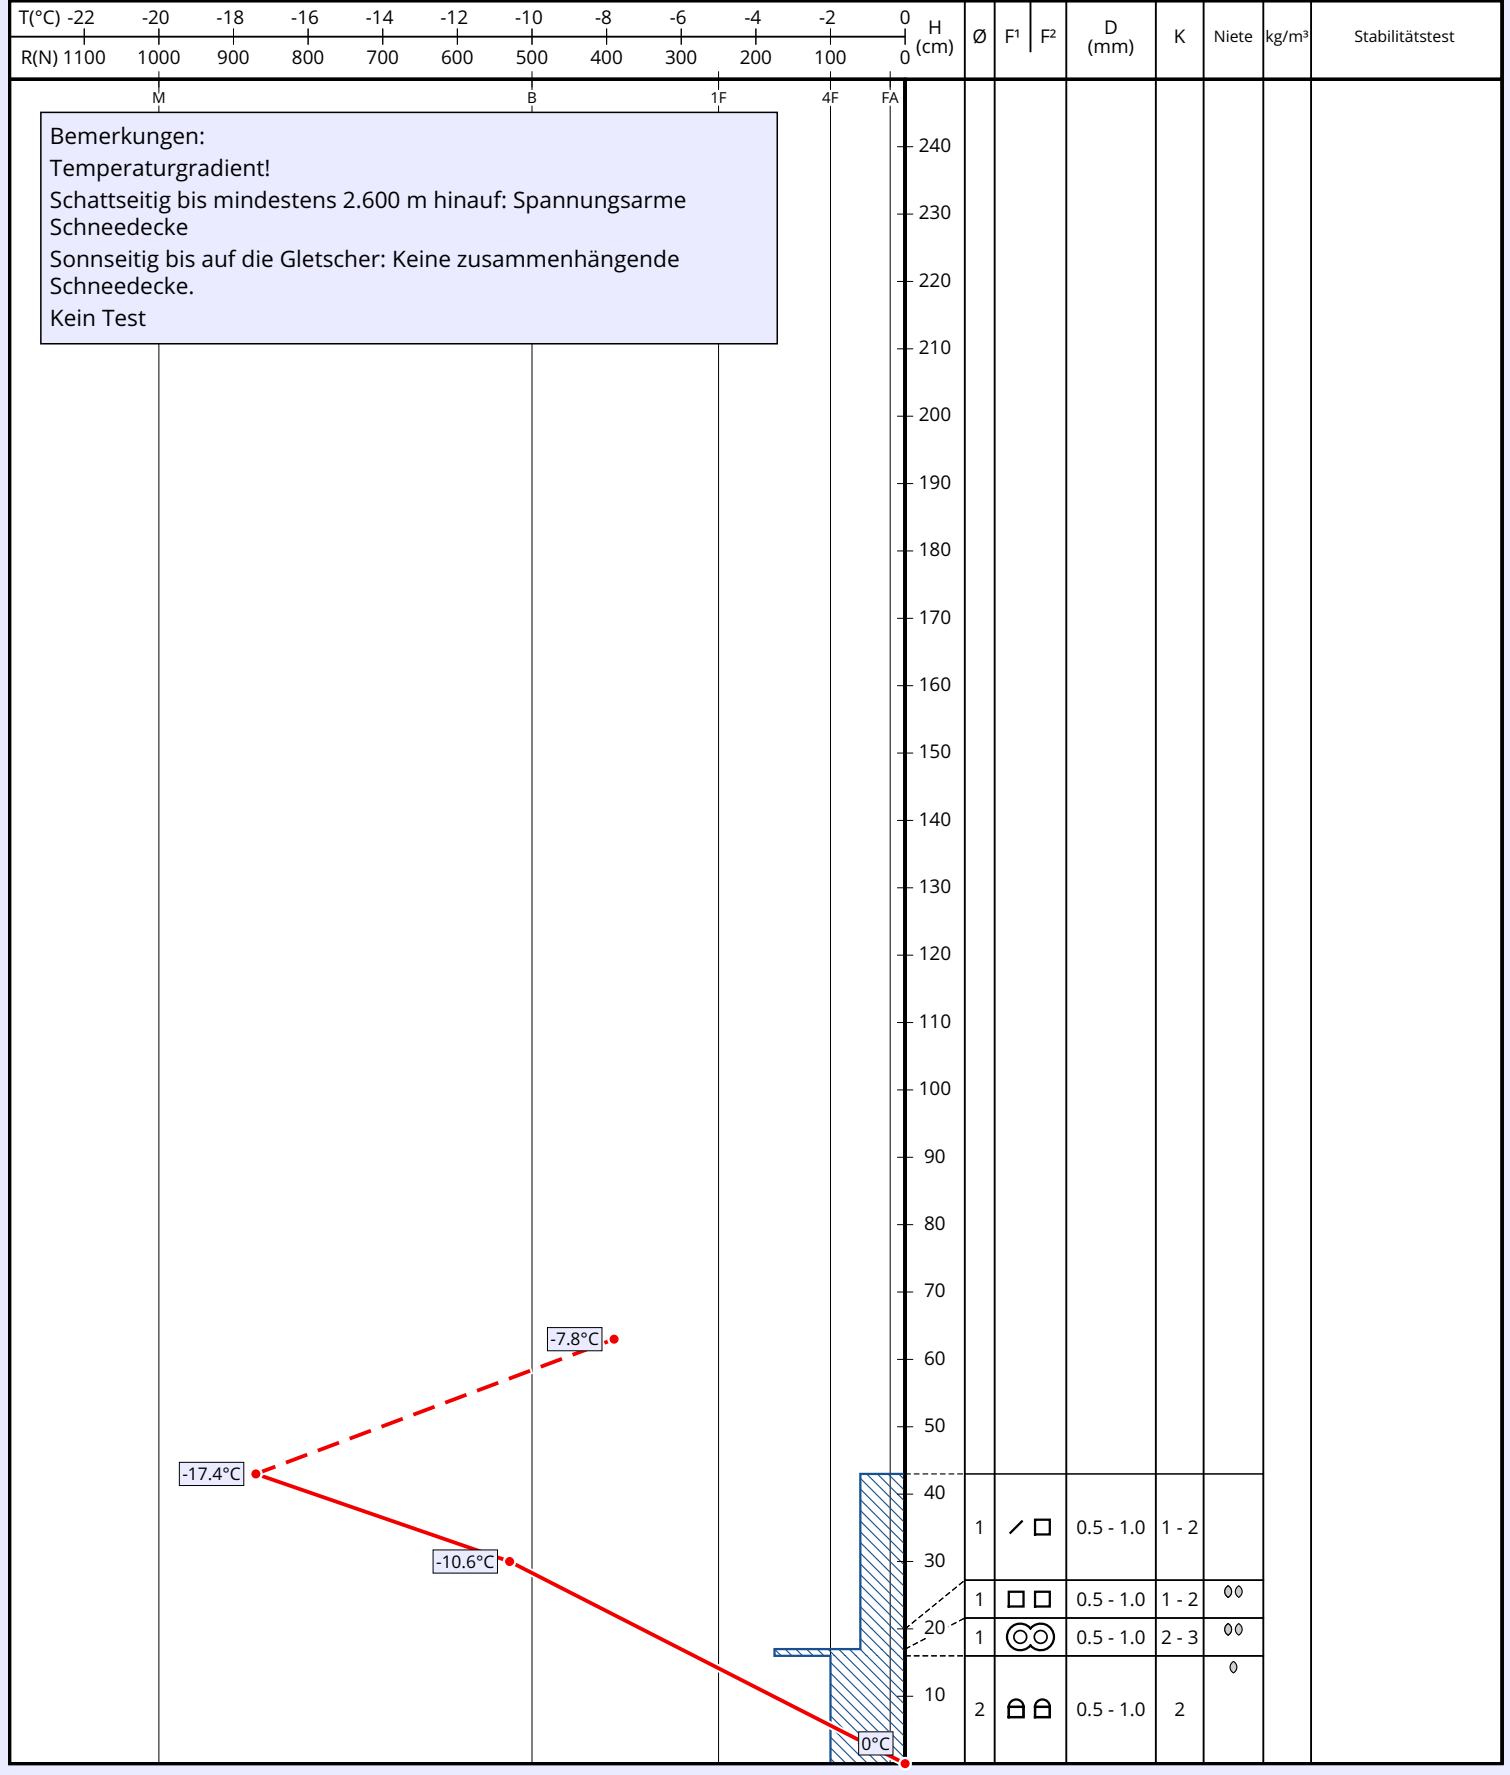 T(°C) -22 -20 -18 -16 -14 -12 -10 -8 -6 -4 -2 0
R(N) 1100 1000 900 800 700 600 500 400 300 200 100 0
H (cm) Ø F¹ F² D (mm) K Niete kg/m³ Stabilitätstest
M B 1F 4F FA
Bemerkungen:
Temperaturgradient!
Schattseitig bis mindestens 2.600 m hinauf: Spannungsarme
Schneedecke
Sonnseitig bis auf die Gletscher: Keine zusammenhängende
Schneedecke.
Kein Test
240
230
220
210
200
190
180
170
160
150
140
130
120
110
100
90
80
70
-7.8°C
60
50
-17.4°C
40
1 0.5 - 1.0 1 - 2
-10.6°C 30
1 0.5 - 1.0 1 - 2
20
1 0.5 - 1.0 2 - 3
10
2 0.5 - 1.0 2
0°C